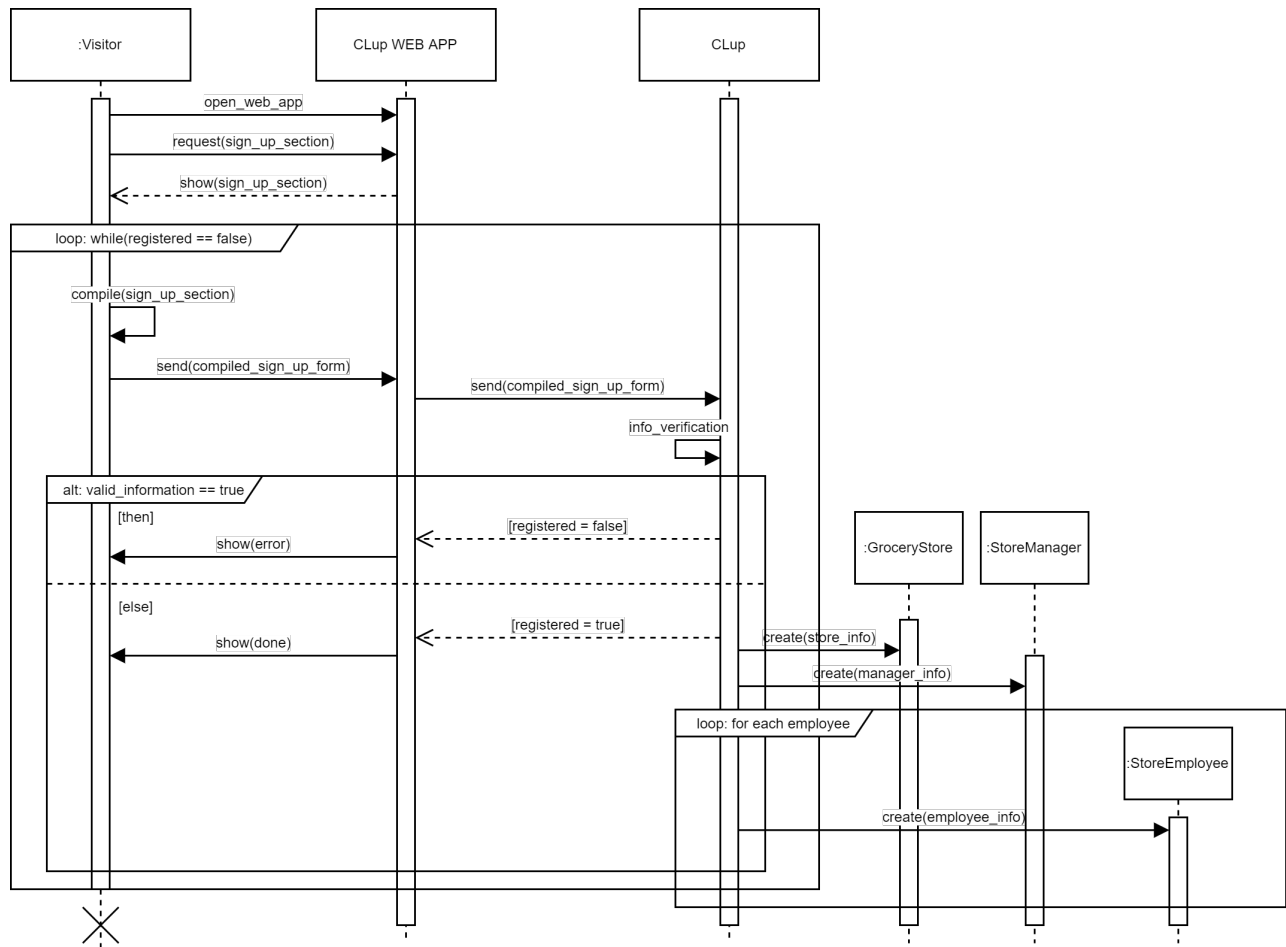 :Visitor
CLup WEB APP
CLup
open_web_app
request(sign_up_section)
show(sign_up_section)
loop: while(registered == false)
compile(sign_up_section)
send(compiled_sign_up_form)
send(compiled_sign_up_form)
info_verification
alt: valid_information == true
[then]
[registered = false]
show(error)
:GroceryStore
:StoreManager
[else]
[registered = true]
show(done)
create(store_info)
create(manager_info)
loop: for each employee
:StoreEmployee
create(employee_info)